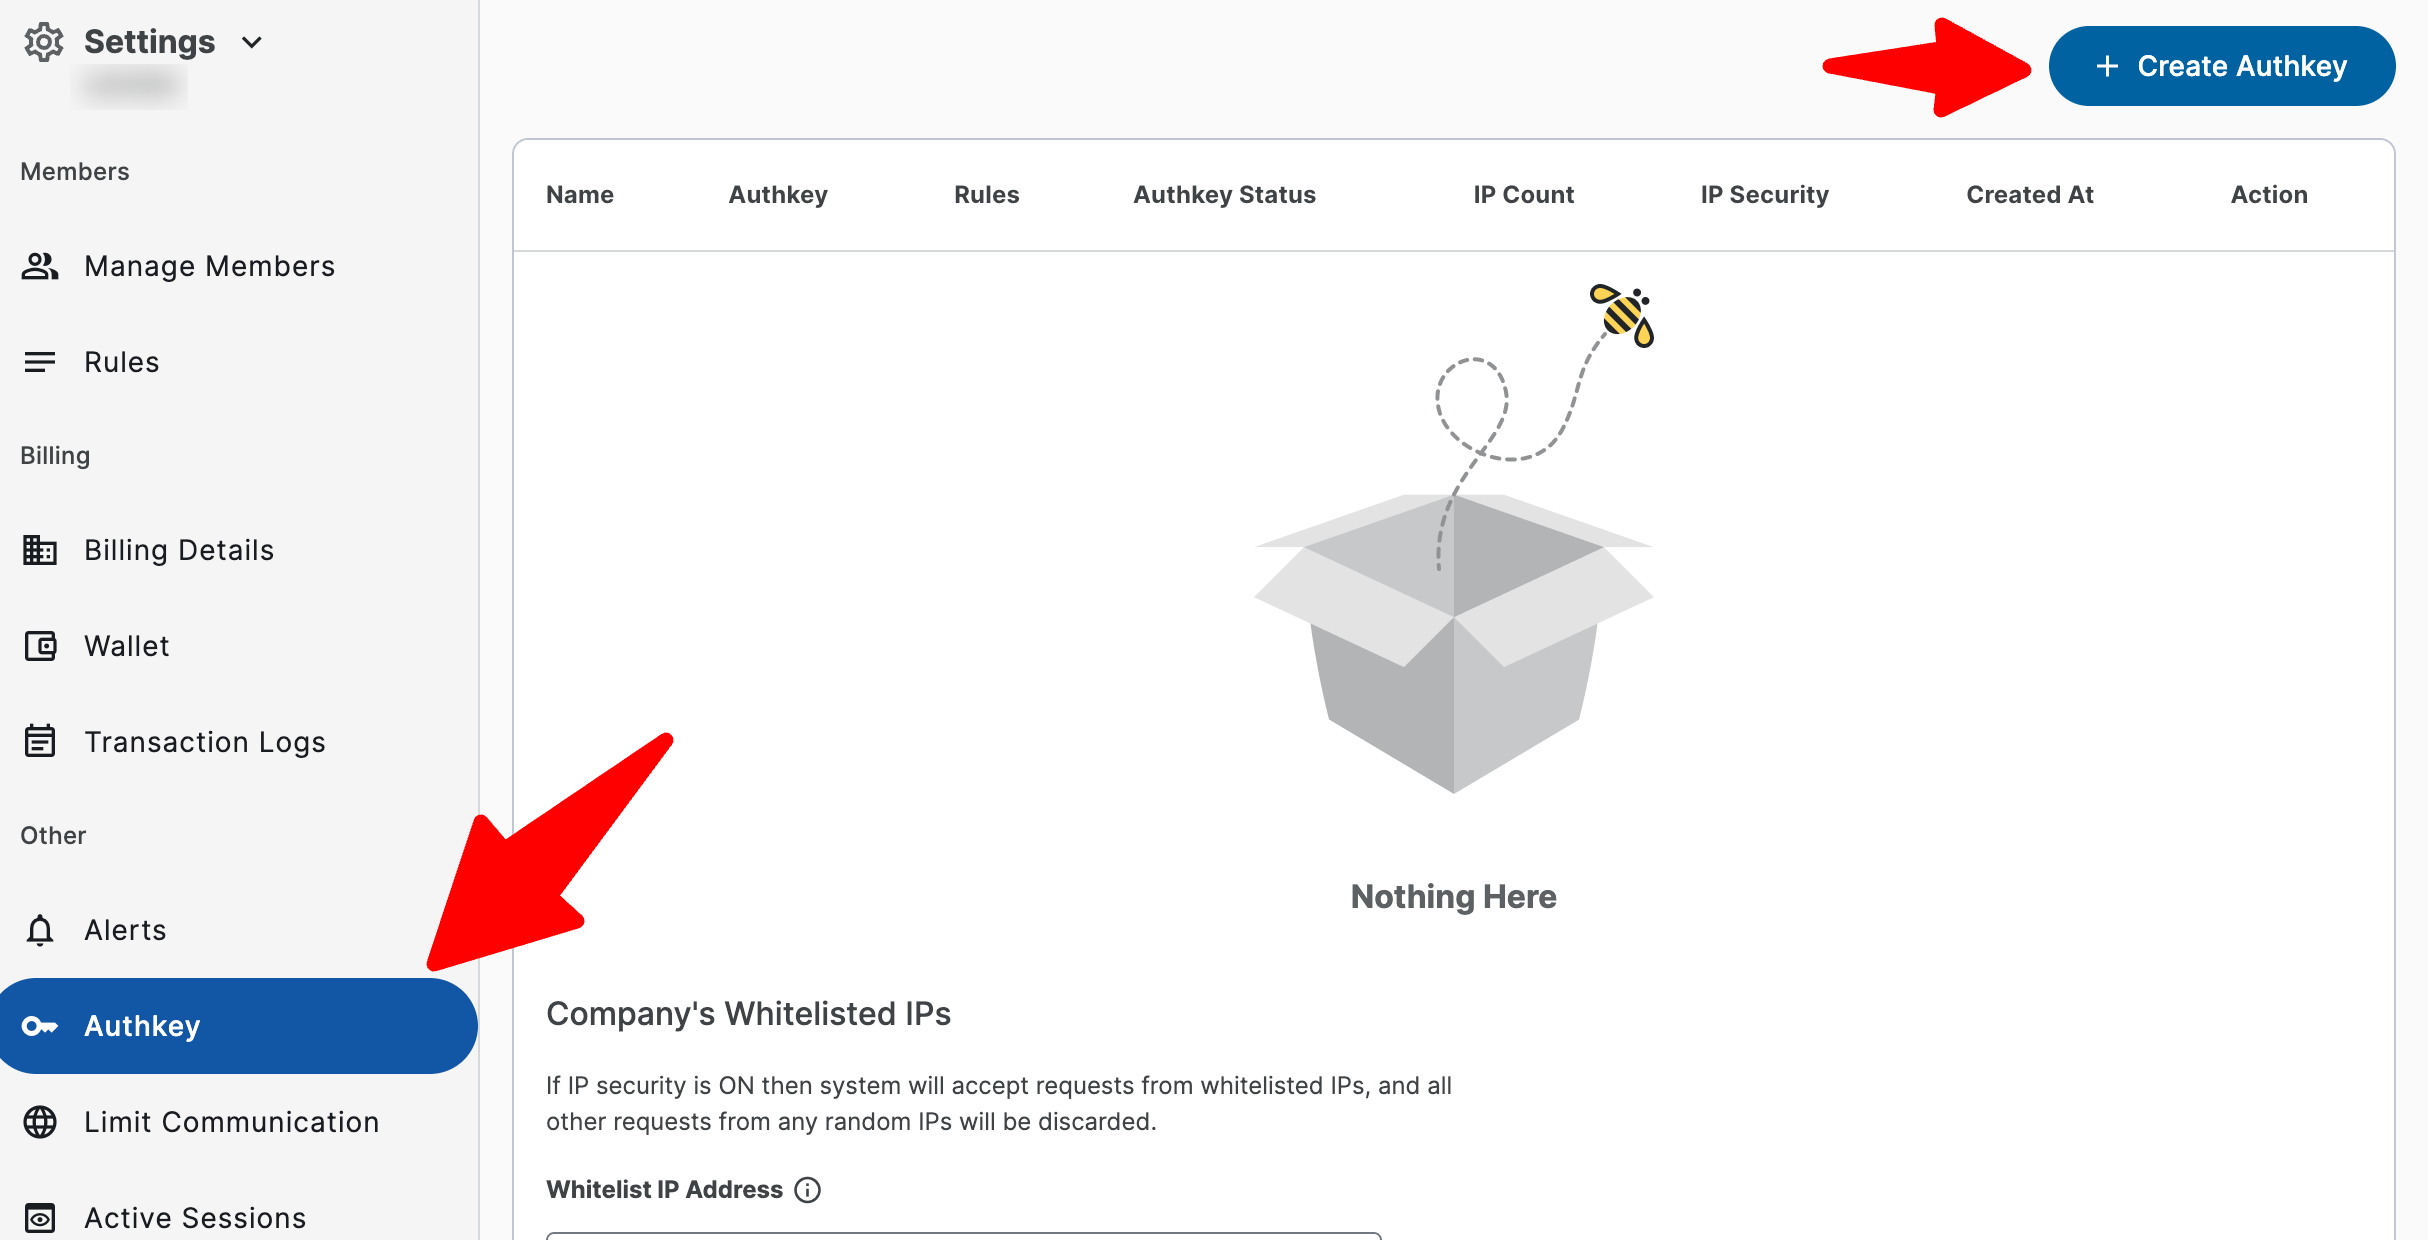 Settings
Members
Manage Members
Rules
Billing
Billing Details
Wallet
Transaction Logs
Other
Alerts
Authkey
Limit Communication
Active Sessions
+ Create Authkey
Name Authkey Rules Authkey Status IP Count IP Security Created At Action
Nothing Here
Company's Whitelisted IPs
If IP security is ON then system will accept requests from whitelisted IPs, and all
other requests from any random IPs will be discarded.
Whitelist IP Address